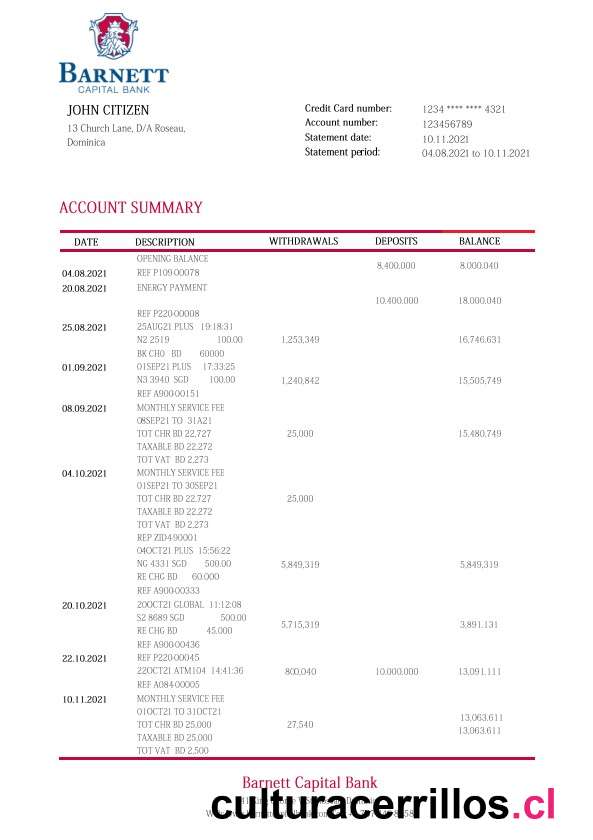 BARNETT
CAPITAL BANK
JOHN CITIZEN
13 Church Lane, D/A Roseau,
Dominica
Credit Card number: 1234 **** **** 4321
Account number: 123456789
Statement date: 10.11.2021
Statement period: 04.08.2021 to 10.11.2021
ACCOUNT SUMMARY
DATE DESCRIPTION WITHDRAWALS DEPOSITS BALANCE
OPENING BALANCE
8,400,000 8,000,040
04.08.2021 REF P109-00078
20.08.2021 ENERGY PAYMENT
10,400,000 18,000,040
REF P220-00008
25.08.2021 25AUG21 PLUS 19:18:31
N2 2519 100.00 1,253,349 16,746,631
BK CHO BD 60000
01.09.2021 01SEP21 PLUS 17:33:25
N3 3940 SGD 100.00 1,240,842 15,505,749
REF A900-00151
08.09.2021 MONTHLY SERVICE FEE
08SEP21 TO 31A21
TOT CHR BD 22,727 25,000 15,480,749
TAXABLE BD 22,272
TOT VAT BD 2,273
04.10.2021 MONTHLY SERVICE FEE
01SEP21 TO 30SEP21
TOT CHR BD 22,727 25,000
TAXABLE BD 22,272
TOT VAT BD 2,273
REP ZID4-90001
04OCT21 PLUS 15:56:22
NG 4331 SGD 500.00 5,849,319 5,849,319
RE CHG BD 60.000
REF A900-00333
20.10.2021 20OCT21 GLOBAL 11:12:08
S2 8689 SGD 500.00
5,715,319 3,891,131
RE CHG BD 45.000
REF A900-00436
22.10.2021 REF P220-00045
22OCT21 ATM104 14:41:36 800,040 10,000,000 13,091,111
REF A084-00005
10.11.2021 MONTHLY SERVICE FEE
01OCT21 TO 31OCT21
13,063,611
TOT CHR BD 25,000 27,540
13,063,611
TAXABLE BD 25,000
TOT VAT BD 2,500
Barnett Capital Bank
culturacerrillos.cl